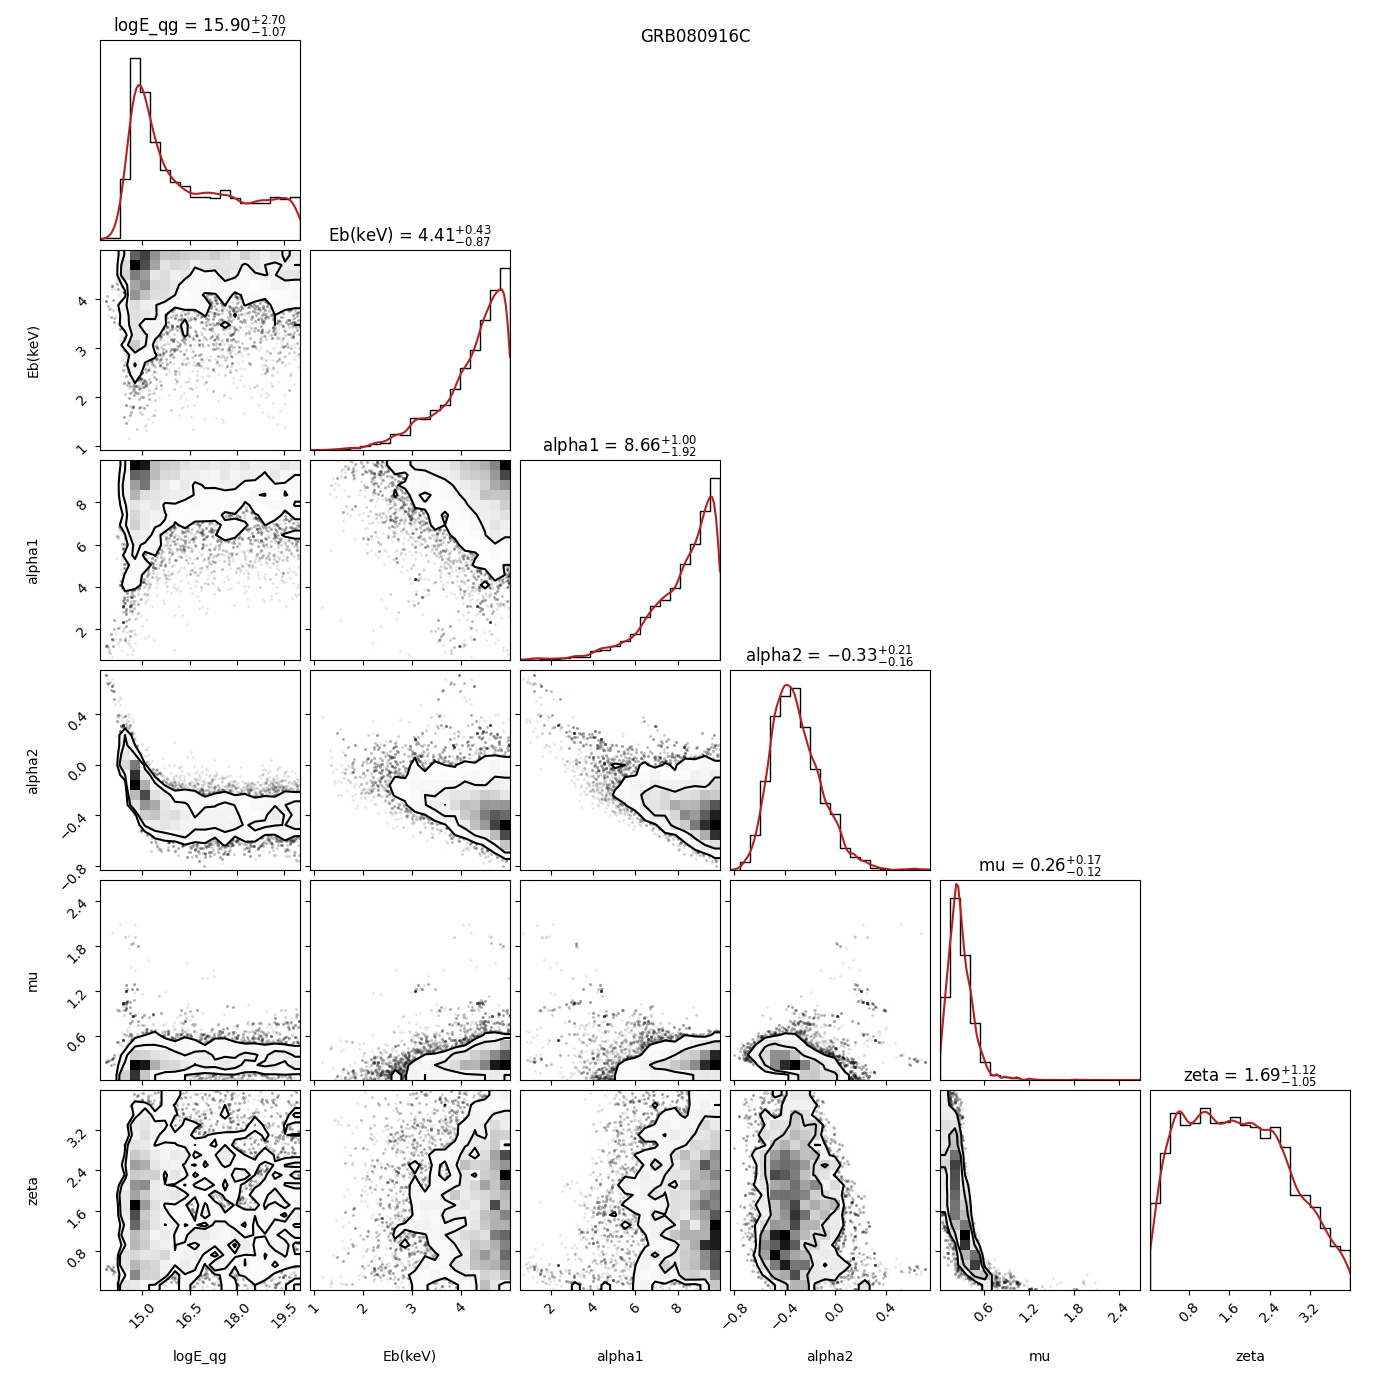 logE_qg = 15.90+2.70−1.07
GRB080916C
Eb(keV) = 4.41+0.43−0.87
4
3
2
1
Eb(keV)
alpha1 = 8.66+1.00−1.92
8
6
4
2
alpha1
alpha2 = −0.33+0.21−0.16
0.4
0.0
−0.4
−0.8
alpha2
mu = 0.26+0.17−0.12
2.4
1.8
1.2
0.6
mu
zeta = 1.69+1.12−1.05
3.2
2.4
1.6
0.8
zeta
15.0 16.5 18.0 19.5 1 2 3 4 2 4 6 8 −0.8 −0.4 0.0 0.4 0.6 1.2 1.8 2.4 0.8 1.6 2.4 3.2
logE_qg Eb(keV) alpha1 alpha2 mu zeta